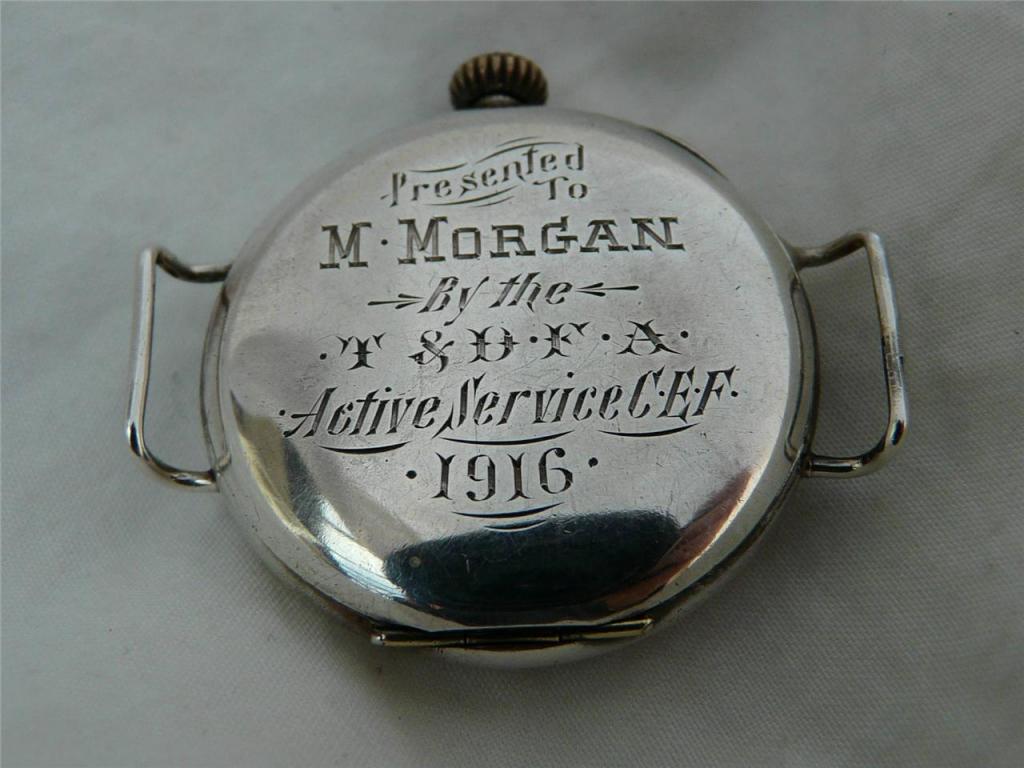 Presented
To
M. MORGAN
By the
·T & D·F·A·
·Active Service C.E.F.
·1916·